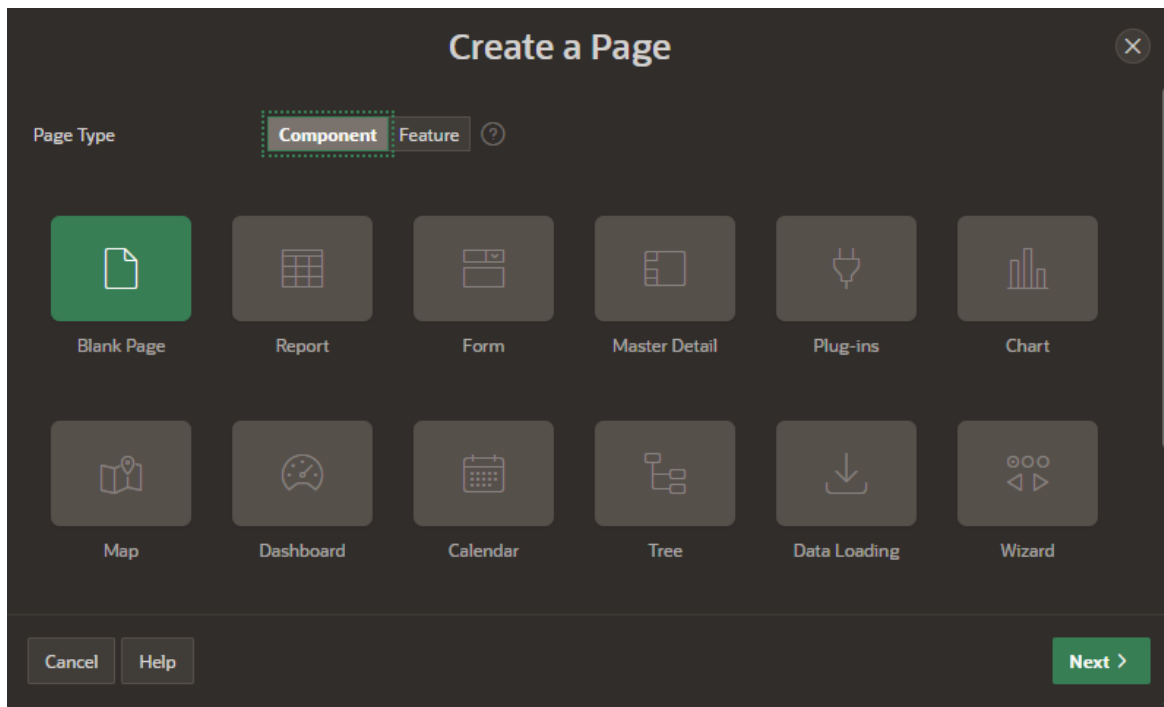 Create a Page
Page Type
Component Feature
Blank Page Report Form Master Detail Plug-ins Chart
Map Dashboard Calendar Tree Data Loading Wizard
Cancel Help Next